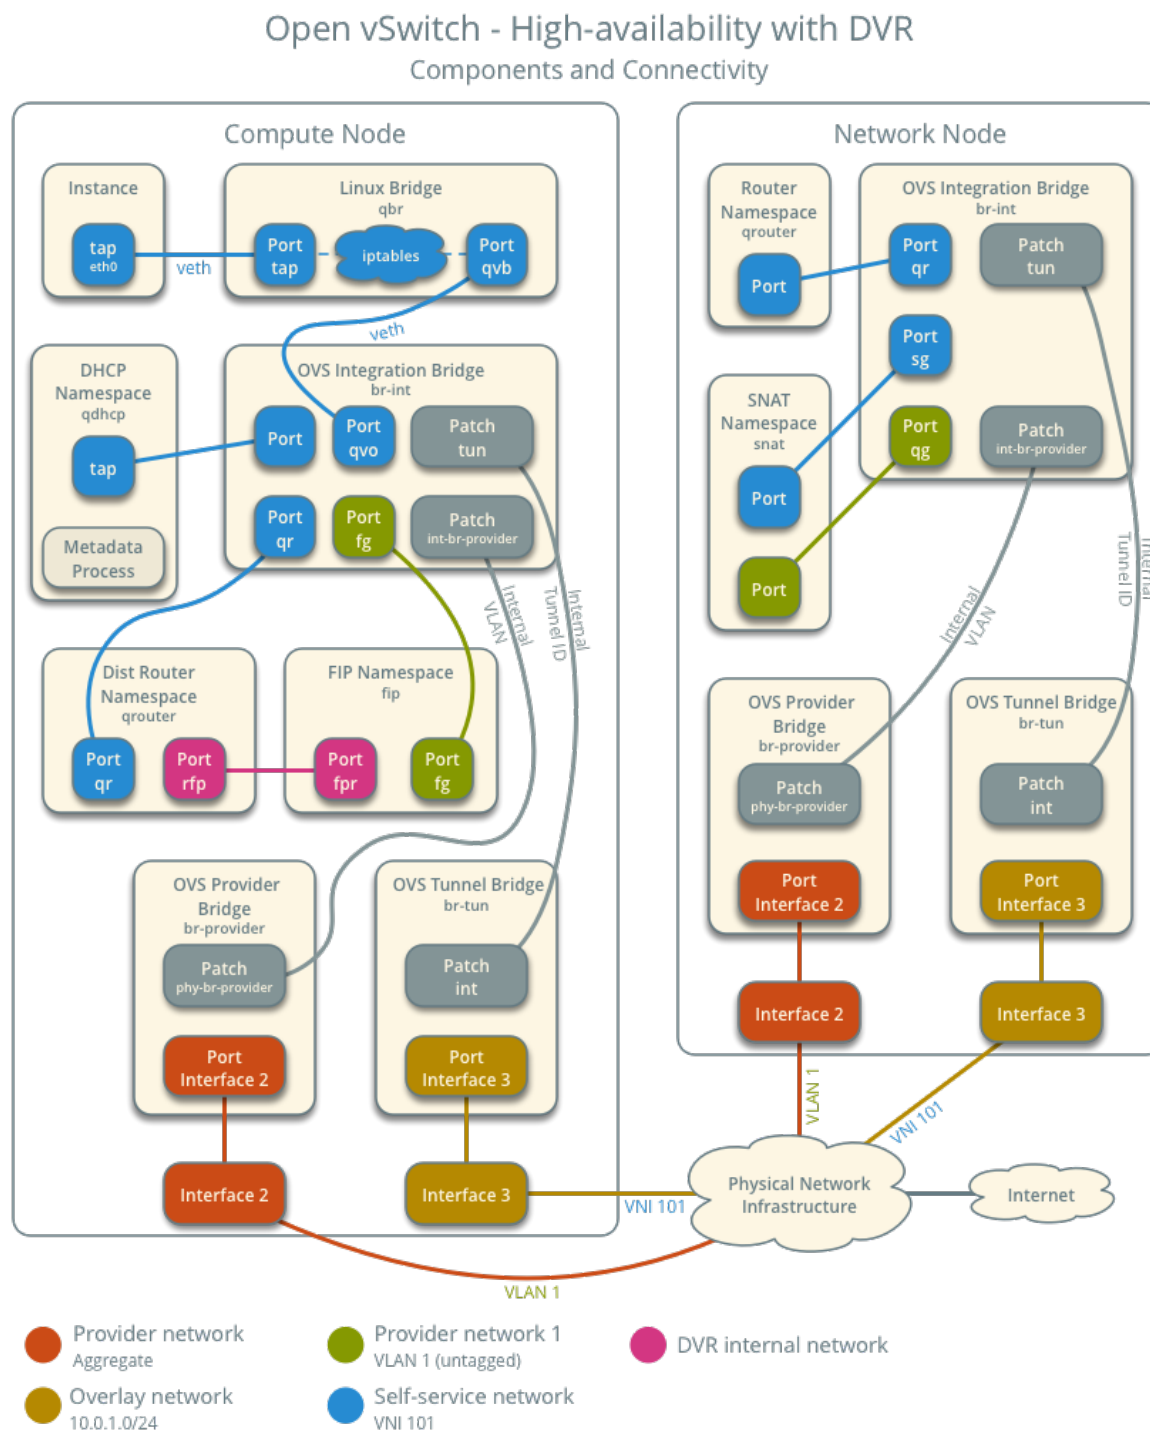 Open vSwitch - High-availability with DVR
Components and Connectivity
Compute Node
Instance
tap
eth0
veth
Linux Bridge
qbr
Port
tap
iptables
Port
qvb
veth
DHCP
Namespace
qdhcp
tap
Metadata
Process
OVS Integration Bridge
br-int
Port
Port
qvo
Patch
tun
Port
qr
Port
fg
Patch
int-br-provider
Internal
VLAN
Internal
Tunnel ID
Dist Router
Namespace
qrouter
Port
qr
Port
rfp
FIP Namespace
fip
Port
fpr
Port
fg
OVS Provider
Bridge
br-provider
Patch
phy-br-provider
Port
Interface 2
OVS Tunnel Bridge
br-tun
Patch
int
Port
Interface 3
Interface 2
Interface 3
Network Node
Router
Namespace
qrouter
Port
OVS Integration Bridge
br-int
Port
qr
Patch
tun
Port
sg
Port
qg
Patch
int-br-provider
SNAT
Namespace
snat
Port
Port
Internal
VLAN
Internal
Tunnel ID
OVS Provider
Bridge
br-provider
Patch
phy-br-provider
Port
Interface 2
OVS Tunnel Bridge
br-tun
Patch
int
Port
Interface 3
Interface 2
Interface 3
VLAN 1
VNI 101
VNI 101
Physical Network
Infrastructure
Internet
VLAN 1
Provider network
Aggregate
Provider network 1
VLAN 1 (untagged)
DVR internal network
Overlay network
10.0.1.0/24
Self-service network
VNI 101